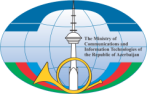 The Ministry of
Communications and
Information Technologies of
the Republic of Azerbaijan